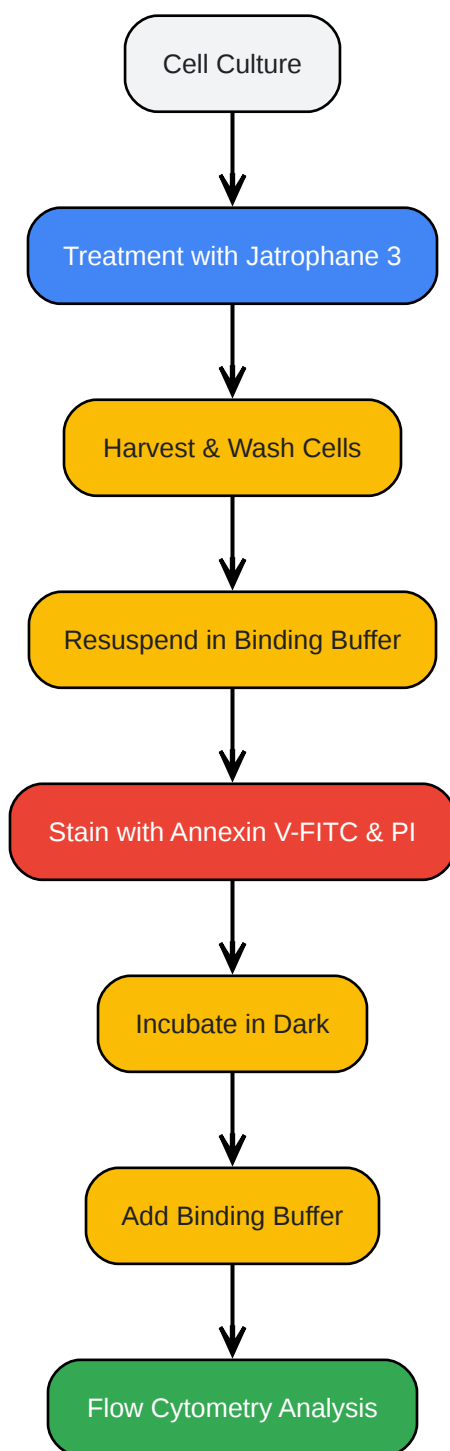 Cell Culture
Treatment with Jatrophane 3
Harvest & Wash Cells
Resuspend in Binding Buffer
Stain with Annexin V-FITC & PI
Incubate in Dark
Add Binding Buffer
Flow Cytometry Analysis